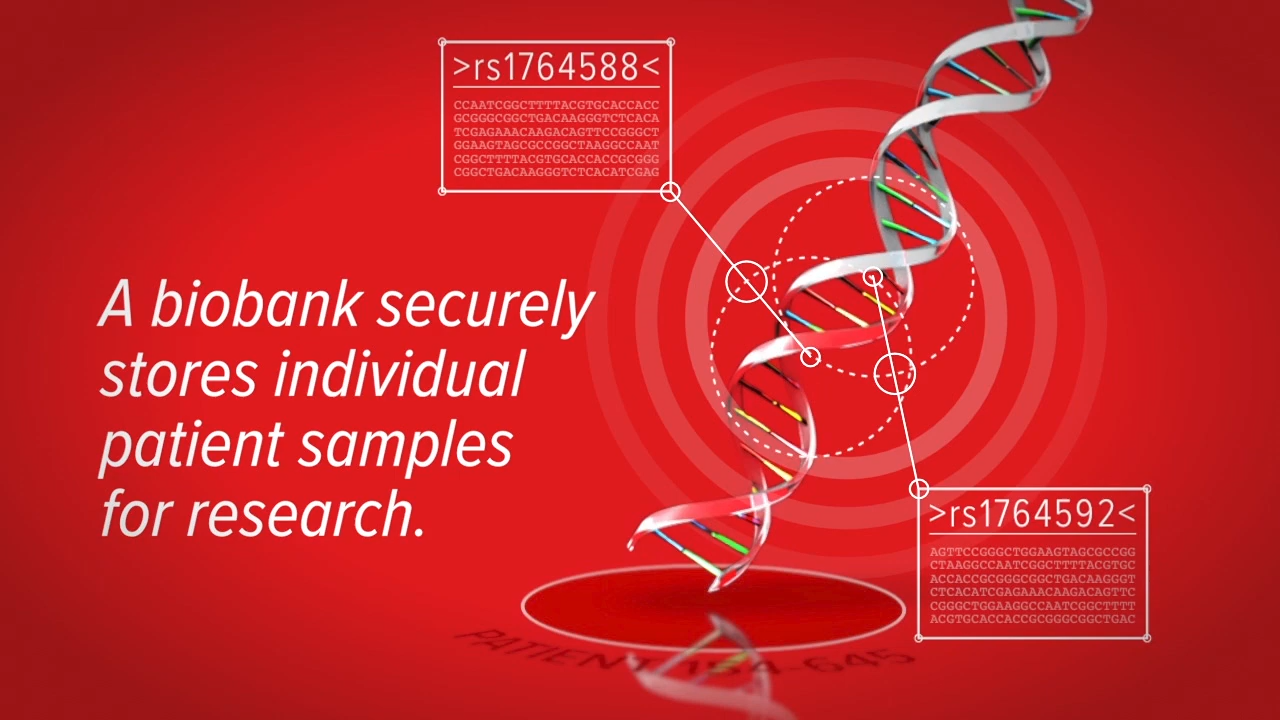 >rs1764588<
CCAATCGGCTTTTACGTGCACCACC
GCGGGCGGCTGACAAGGGTCTCACA
TCGAGAAACAAGACAGTTCCGGGCT
GGAAGTAGCGCCGGCTAAGGCCAAT
CGGCTTTTACGTGCACCACCGCGGG
CGGCTGACAAGGGTCTCACATCGAG
A biobank securely
stores individual
patient samples
for research.
>rs1764592<
AGTTCCGGGCTGGAAGTAGCGCCGG
CTAAGGCCAATCGGCTTTTACGTGC
ACCACCGCGGGCGGCTGACAAGGGT
CTCACATCGAGAAACAAGACAGTTC
CGGGCTGGAAGGCCAATCGGCTTTT
ACGTGCACCACCGCGGGCGGCTGAC
PATIENT